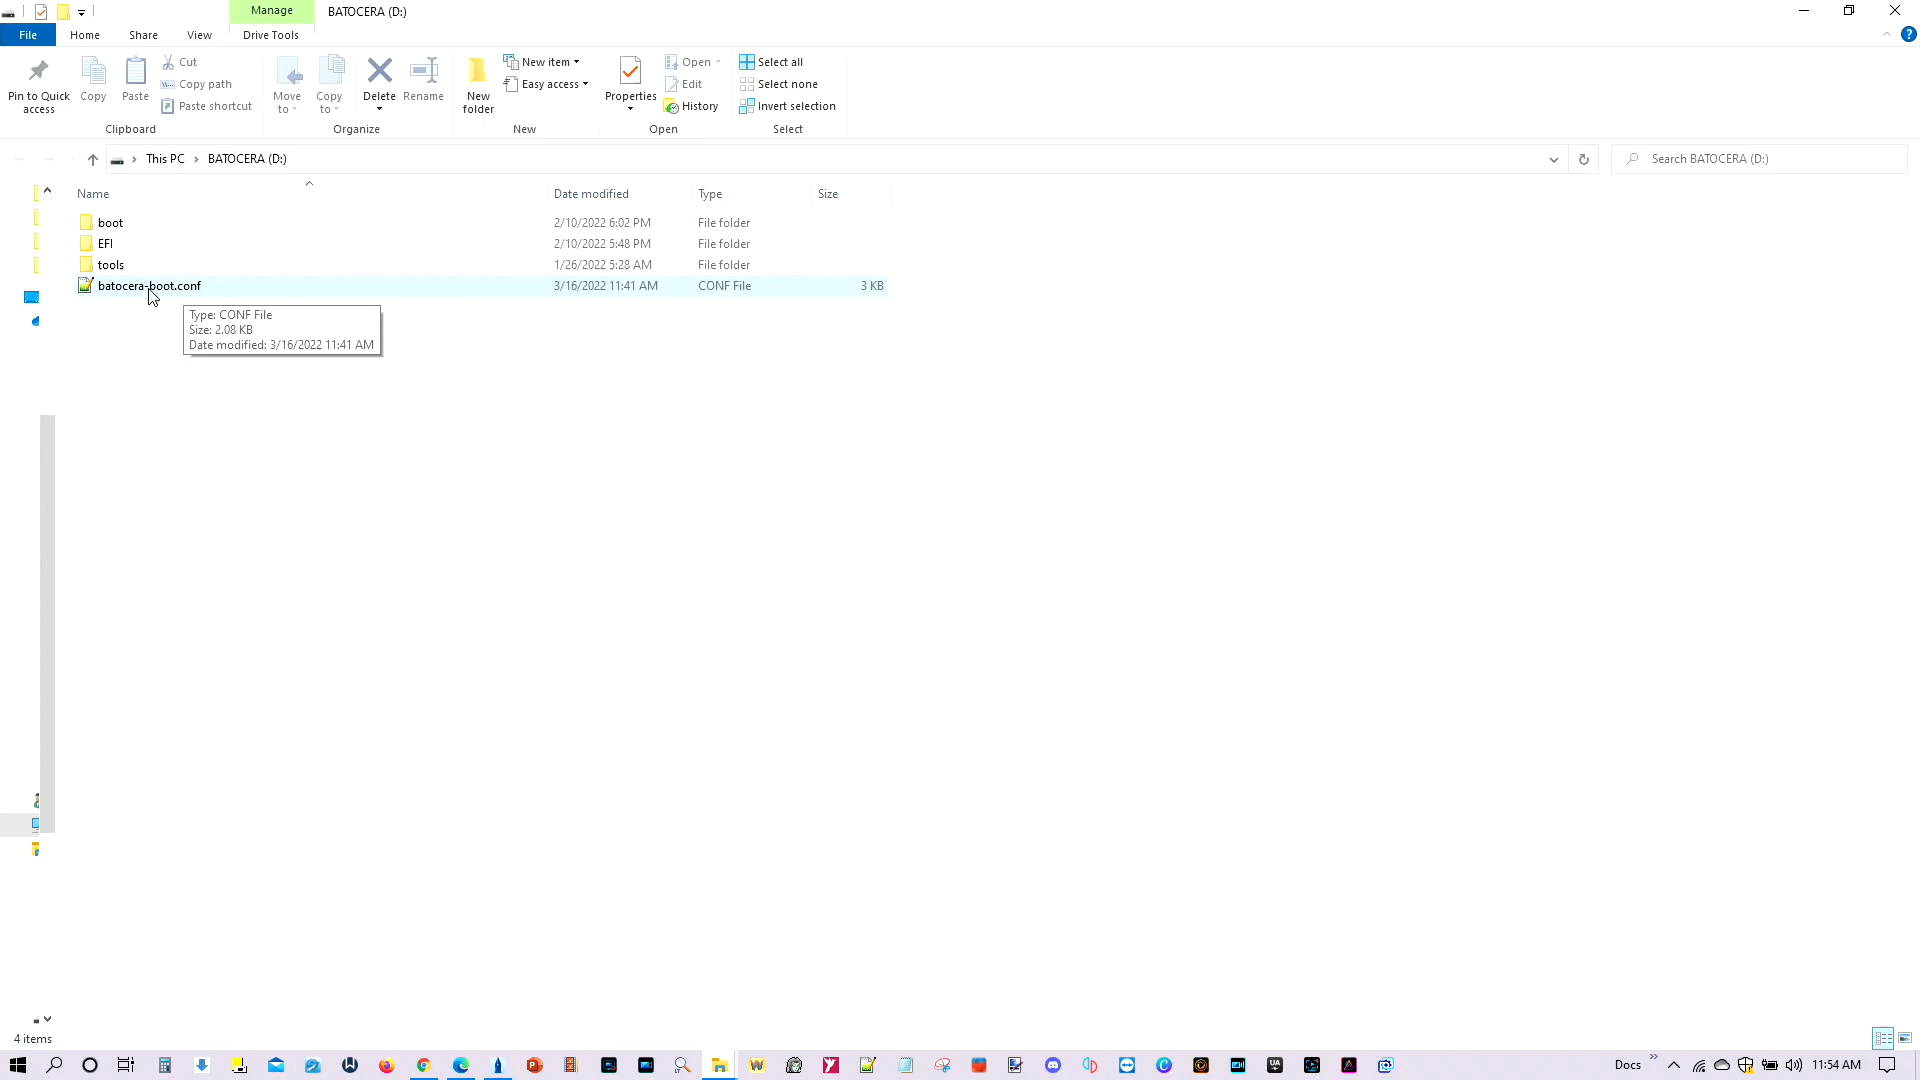 Manage
BATOCERA (D:)
File
Home
Share
View
Drive Tools
Pin to Quick access
Copy
Paste
Cut
Copy path
Paste shortcut
Clipboard
Move to
Copy to
Delete
Rename
Organize
New folder
New item
Easy access
New
Properties
Open
Edit
History
Open
Select all
Select none
Invert selection
Select
This PC
BATOCERA (D:)
Search BATOCERA (D:)
Name
Date modified
Type
Size
boot
2/10/2022 6:02 PM
File folder
EFI
2/10/2022 5:48 PM
File folder
tools
1/26/2022 5:28 AM
File folder
batocera-boot.conf
3/16/2022 11:41 AM
CONF File
3 KB
Type: CONF File
Size: 2.08 KB
Date modified: 3/16/2022 11:41 AM
4 items
Docs
11:54 AM